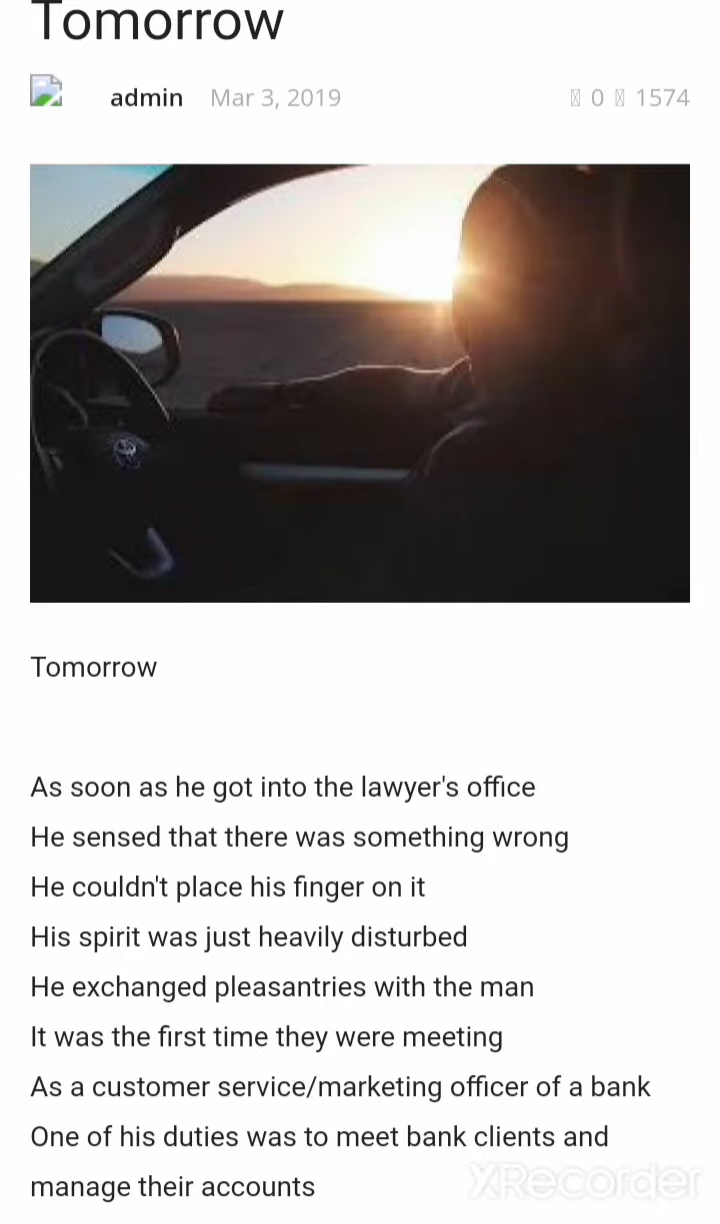 Tomorrow
admin Mar 3, 2019 0 1574
Tomorrow
As soon as he got into the lawyer's office
He sensed that there was something wrong
He couldn't place his finger on it
His spirit was just heavily disturbed
He exchanged pleasantries with the man
It was the first time they were meeting
As a customer service/marketing officer of a bank
One of his duties was to meet bank clients and
manage their accounts
XRecorder